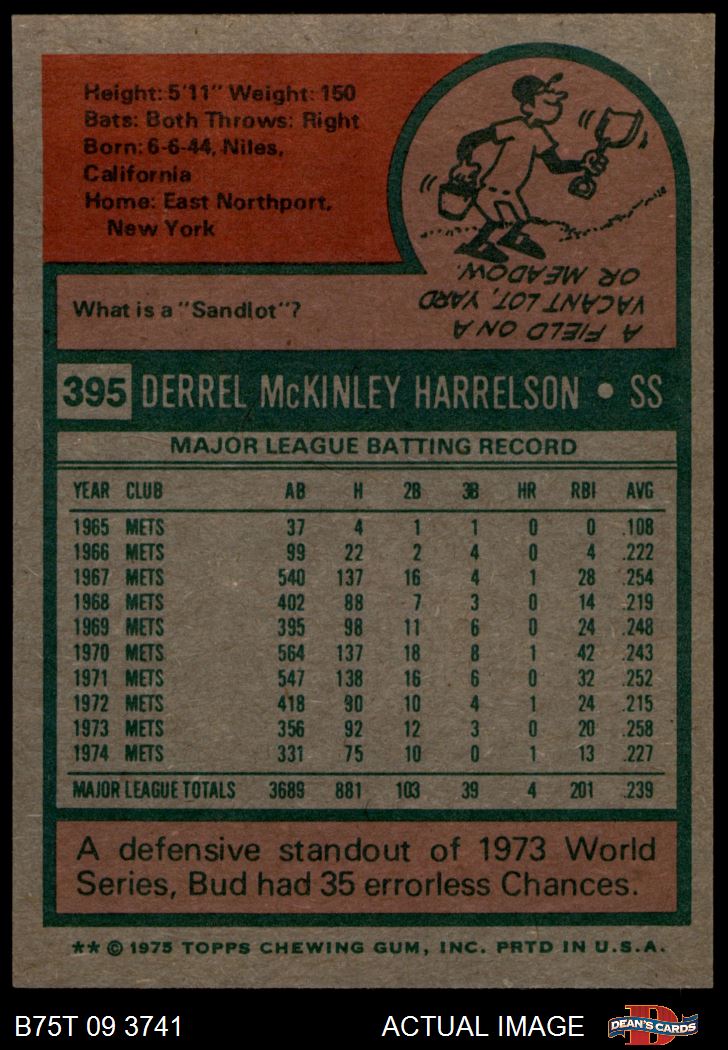 Height: 5'11" Weight: 150
Bats: Both Throws: Right
Born: 6-6-44, Niles,
California
Home: East Northport,
New York
What is a "Sandlot"?
A FIELD ON A
VACANT LOT, YARD
OR MEADOW.
395 DERREL McKINLEY HARRELSON • SS
MAJOR LEAGUE BATTING RECORD
YEAR CLUB AB H 2B 3B HR RBI AVG
1965 METS 37 4 1 1 0 0 .108
1966 METS 99 22 2 4 0 4 .222
1967 METS 540 137 16 4 1 28 .254
1968 METS 402 88 7 3 0 14 .219
1969 METS 395 98 11 6 0 24 .248
1970 METS 564 137 18 8 1 42 .243
1971 METS 547 138 16 6 0 32 .252
1972 METS 418 90 10 4 1 24 .215
1973 METS 356 92 12 3 0 20 .258
1974 METS 331 75 10 0 1 13 .227
MAJOR LEAGUE TOTALS 3689 881 103 39 4 201 .239
A defensive standout of 1973 World
Series, Bud had 35 errorless Chances.
** © 1975 TOPPS CHEWING GUM, INC. PRTD IN U.S.A.
B75T 09 3741 ACTUAL IMAGE D DEAN'S CARDS